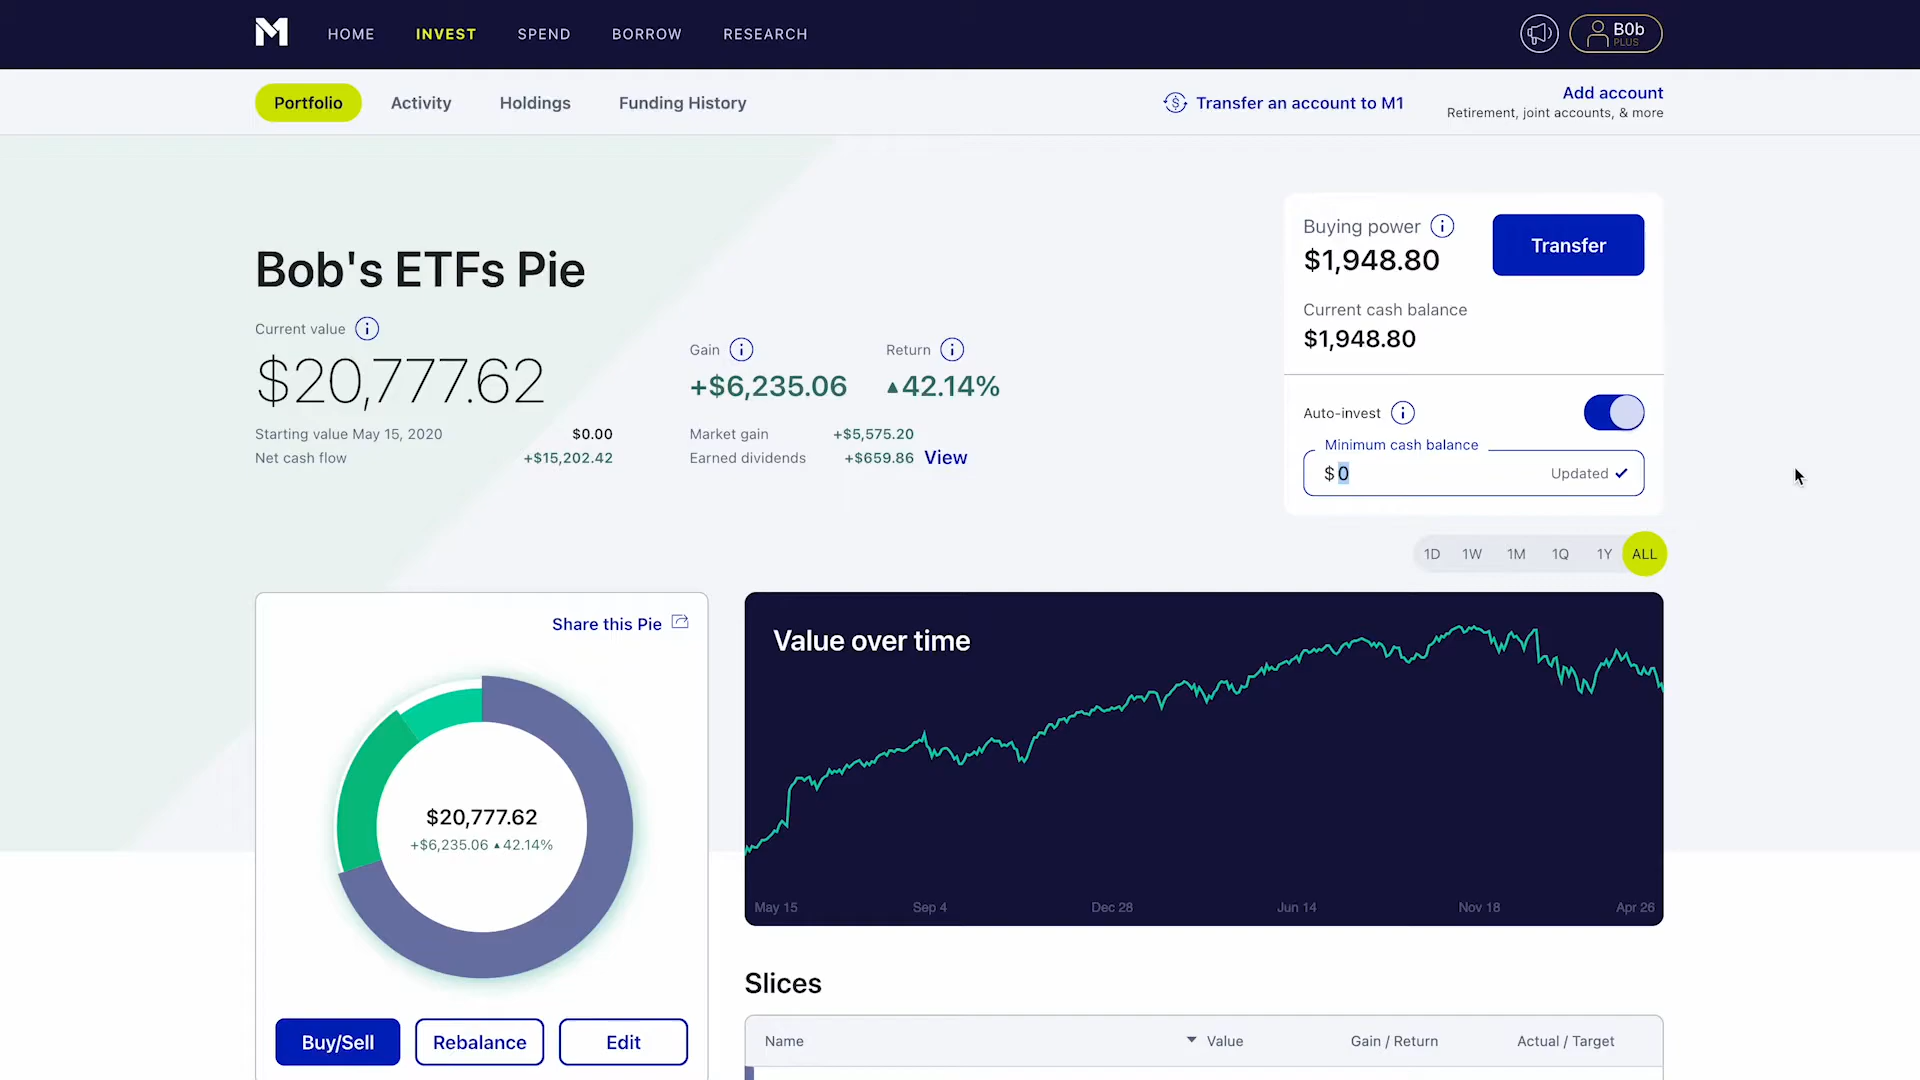 M HOME INVEST SPEND BORROW RESEARCH B0b
PLUS
Portfolio Activity Holdings Funding History Transfer an account to M1 Add account
Retirement, joint accounts, & more
Bob's ETFs Pie
Current value
$20,777.62
Starting value May 15, 2020 $0.00
Net cash flow +$15,202.42
Gain Return
+$6,235.06 ▲42.14%
Market gain +$5,575.20
Earned dividends +$659.86 View
Buying power
$1,948.80
Transfer
Current cash balance
$1,948.80
Auto-invest
Minimum cash balance
$0 Updated
1D 1W 1M 1Q 1Y ALL
Share this Pie
$20,777.62
+$6,235.06 ▲42.14%
Buy/Sell Rebalance Edit
Value over time
May 15 Sep 4 Dec 28 Jun 14 Nov 18 Apr 26
Slices
Name Value Gain / Return Actual / Target